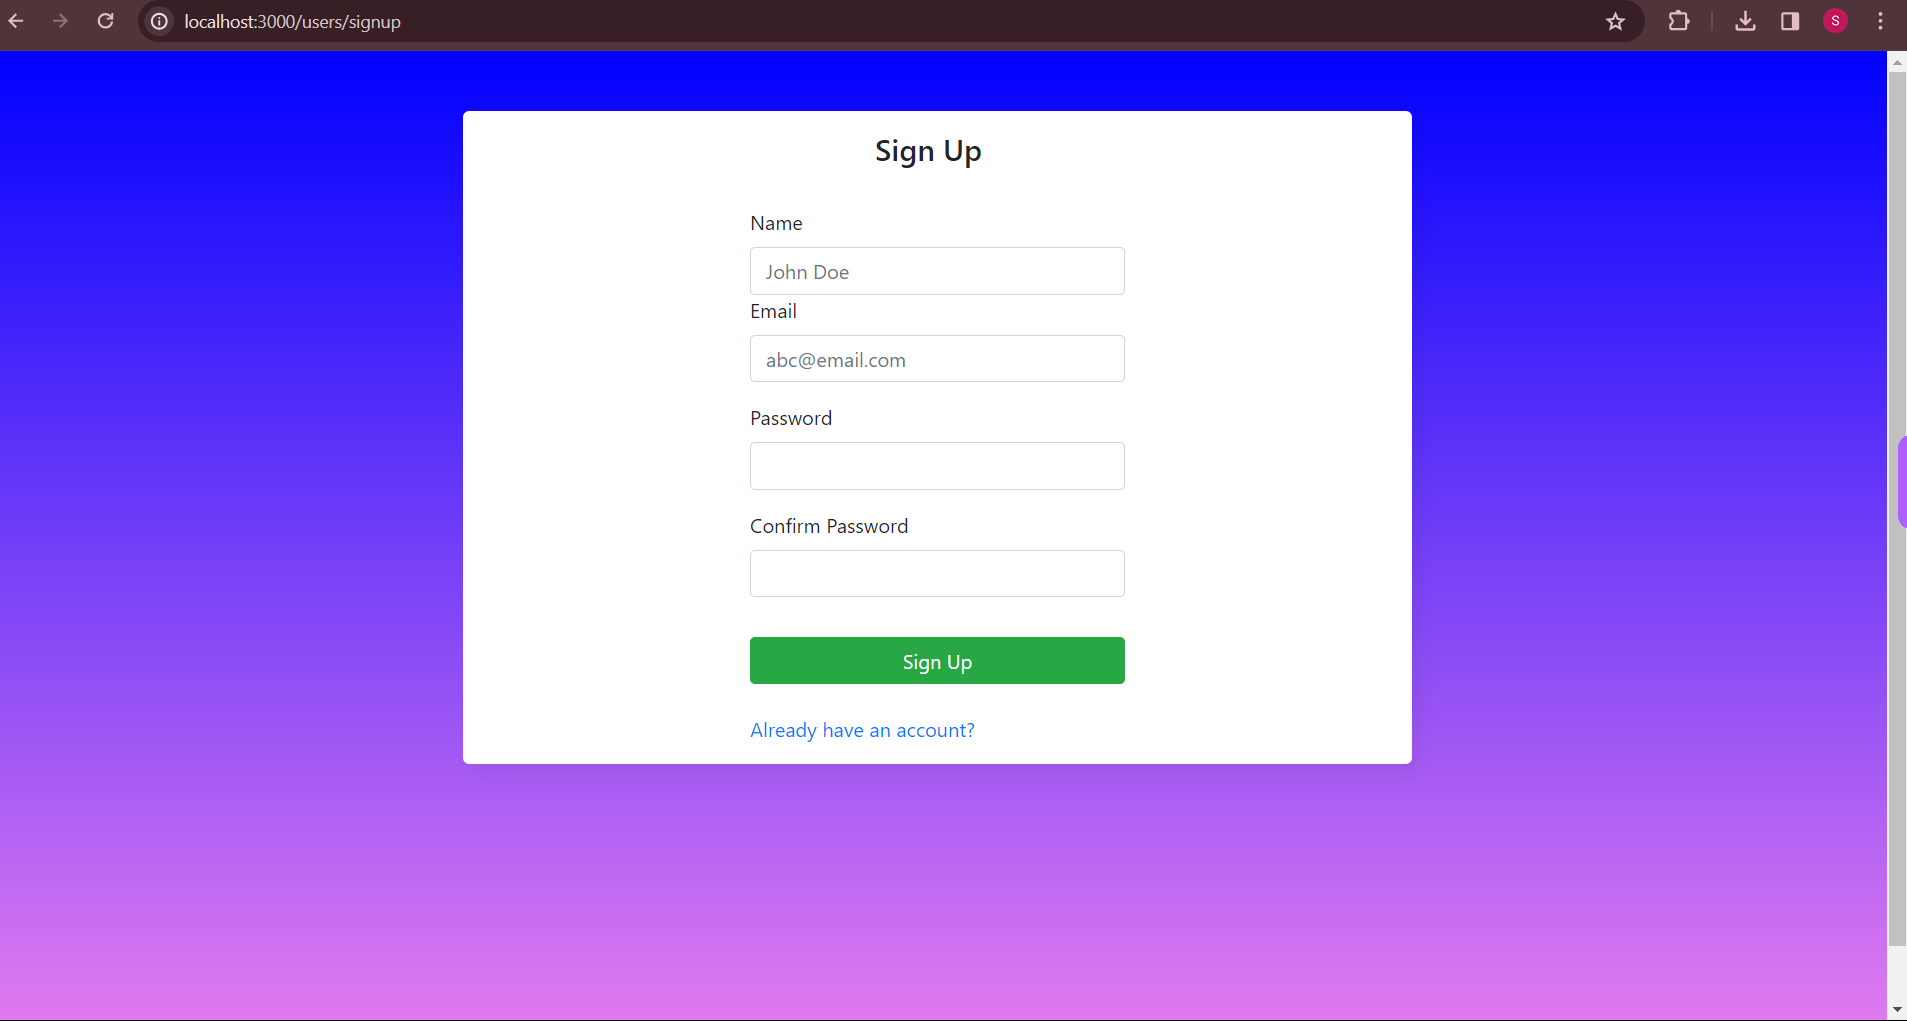 localhost:3000/users/signup
S
Sign Up
Name
John Doe
Email
abc@email.com
Password
Confirm Password
Sign Up
Already have an account?